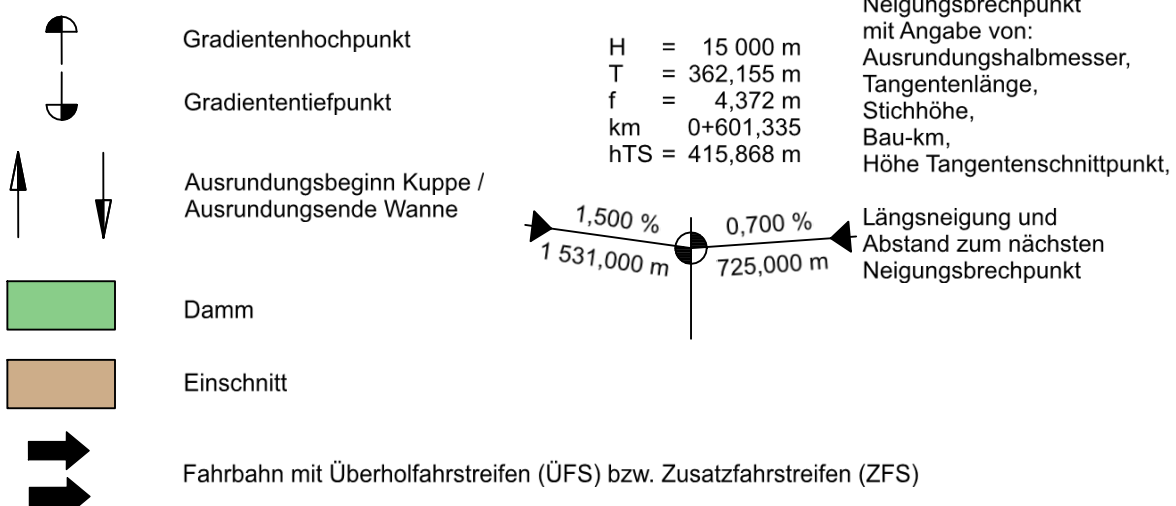 Gradientenhochpunkt
Gradiententiefpunkt
Ausrundungsbeginn Kuppe /
Ausrundungsende Wanne
Damm
Einschnitt
Fahrbahn mit Überholfahrstreifen (ÜFS) bzw. Zusatzfahrstreifen (ZFS)
H = 15 000 m
T = 362,155 m
f = 4,372 m
km 0+601,335
hTS = 415,868 m
1,500 %
1 531,000 m
0,700 %
725,000 m
Neigungsbrechpunkt
mit Angabe von:
Ausrundungshalbmesser,
Tangentenlänge,
Stichhöhe,
Bau-km,
Höhe Tangentenschnittpunkt,
Längsneigung und
Abstand zum nächsten
Neigungsbrechpunkt